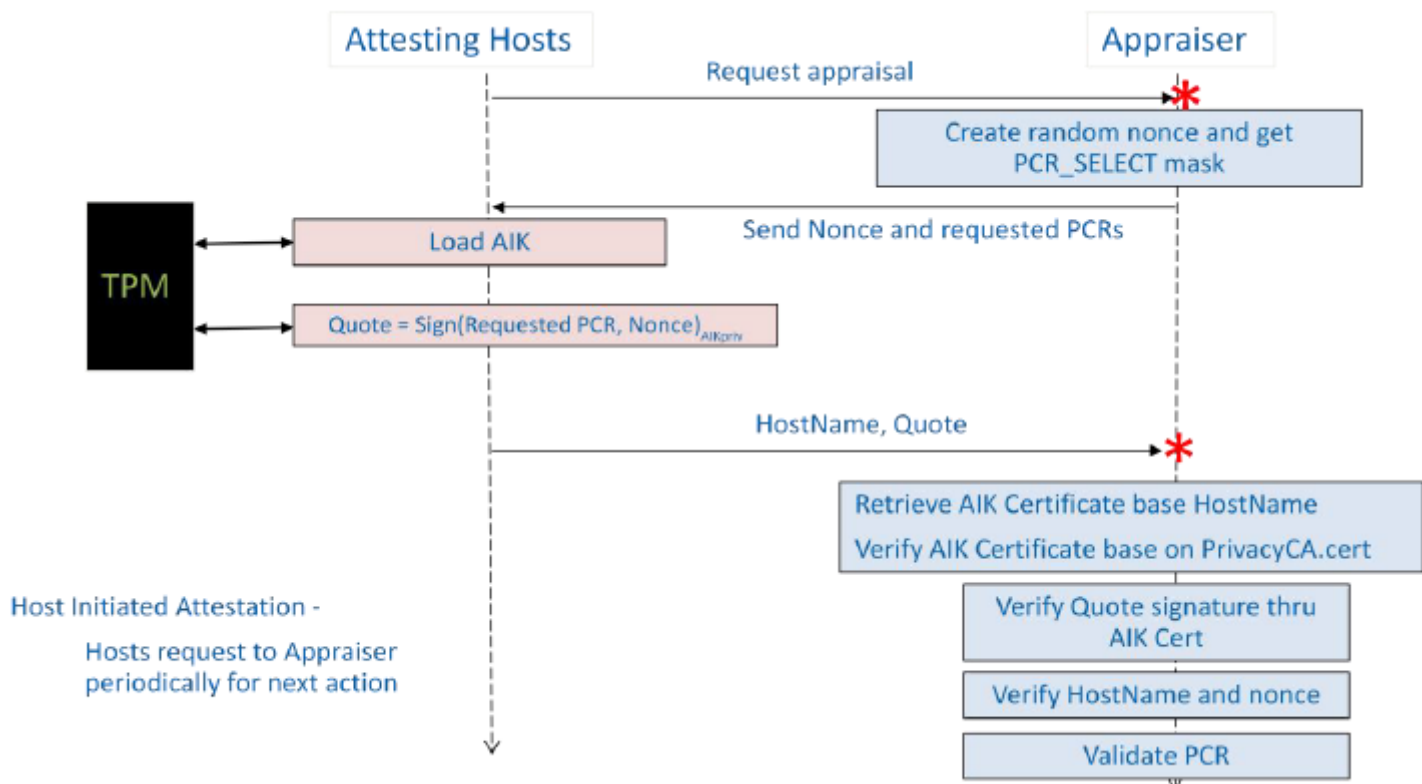 Attesting Hosts
Appraiser
Request appraisal
*
Create random nonce and get
PCR_SELECT mask
Send Nonce and requested PCRs
TPM
Load AIK
Quote = Sign(Requested PCR, Nonce)AIKpriv
HostName, Quote
*
Retrieve AIK Certificate base HostName
Verify AIK Certificate base on PrivacyCA.cert
Host Initiated Attestation -
Hosts request to Appraiser
periodically for next action
Verify Quote signature thru
AIK Cert
Verify HostName and nonce
Validate PCR